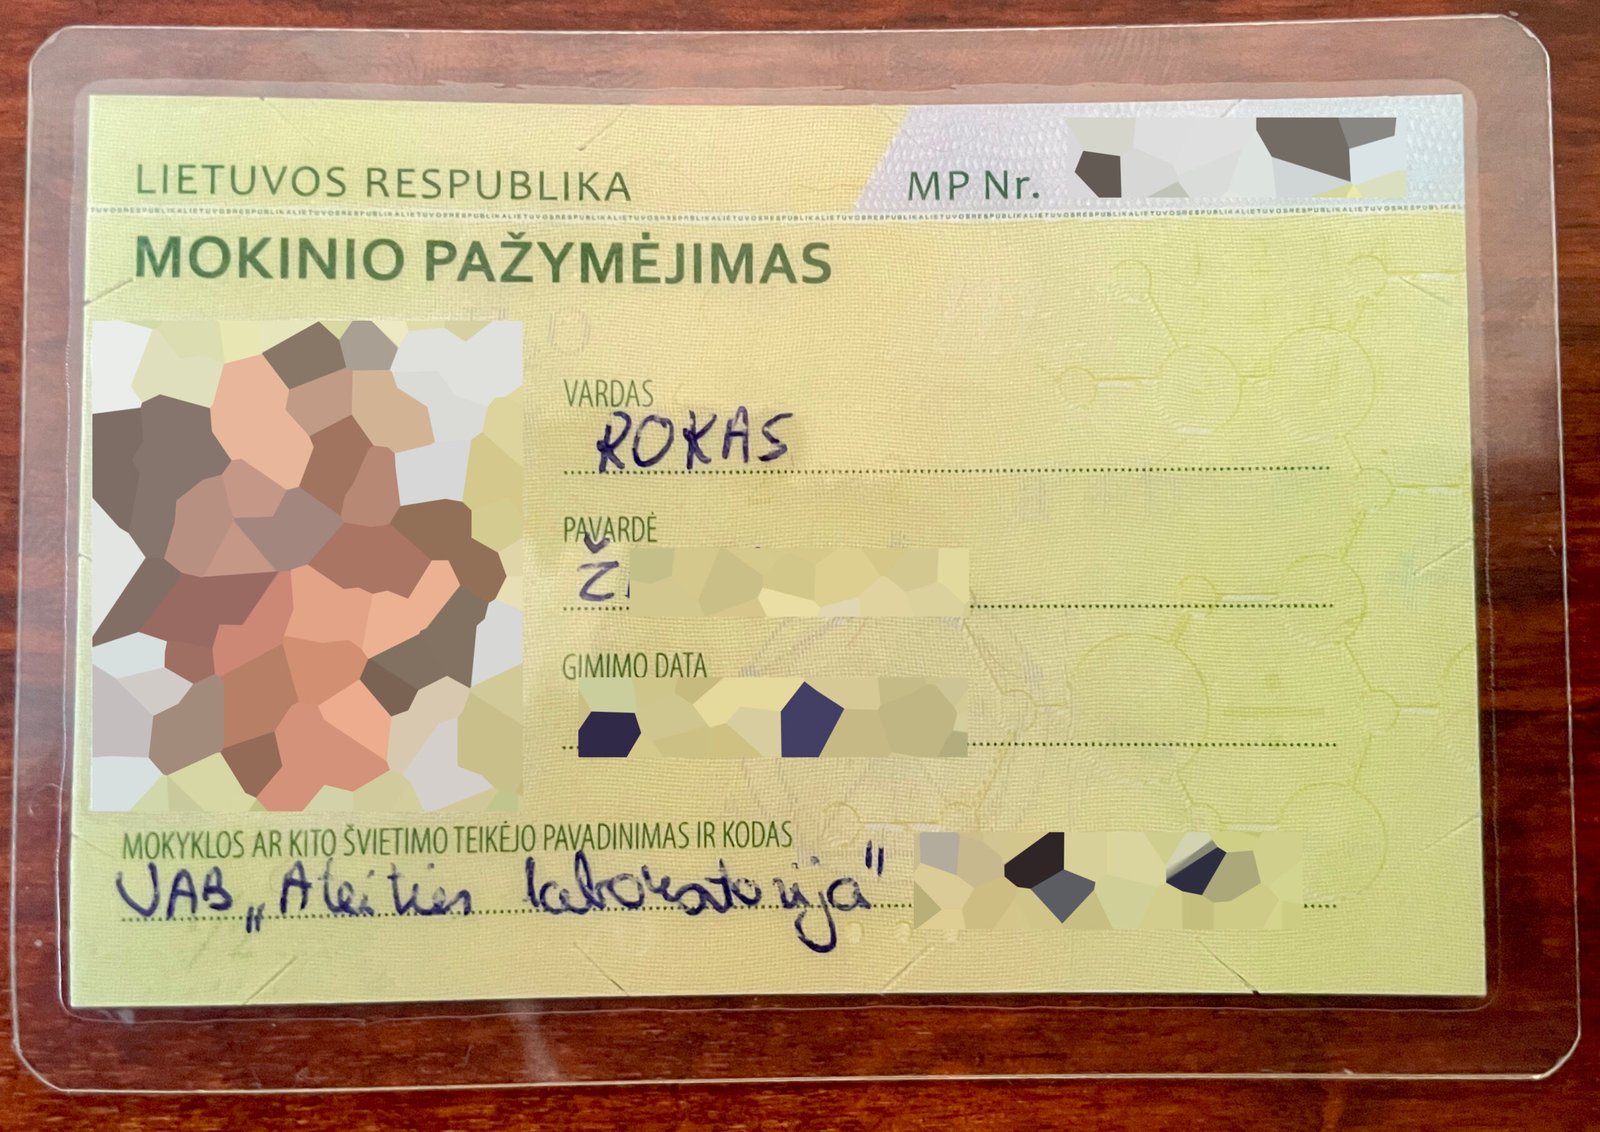 LIETUVOS RESPUBLIKA
MP Nr.
LIETUVOSRESPUBLIKALIETUVOSRESPUBLIKALIETUVOSRESPUBLIKALIETUVOSRESPUBLIKA
MOKINIO PAŽYMĖJIMAS
VARDAS
ROKAS
PAVARDĖ
Ž
GIMIMO DATA
MOKYKLOS AR KITO ŠVIETIMO TEIKĖJO PAVADINIMAS IR KODAS
UAB „Ateities laboratorija"